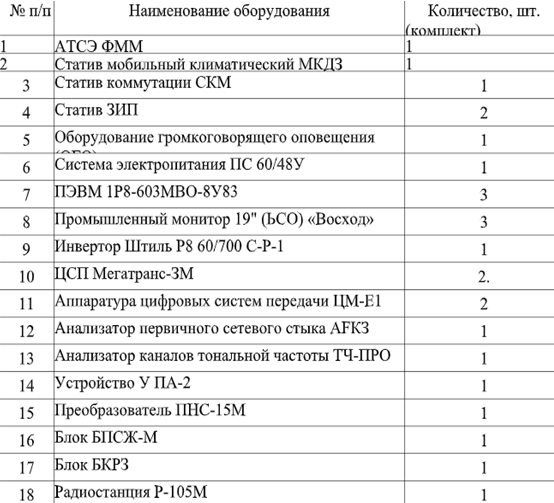 № п/п Наименование оборудования Количество, шт.
(комплект)
1 АТСЭ ФММ 1
2 Статив мобильный климатический МКДЗ 1
3 Статив коммутации СКМ 1
4 Статив ЗИП 2
5 Оборудование громкоговорящего оповещения 1
6 Система электропитания ПС 60/48У 1
7 ПЭВМ 1Р8-603МВО-8У83 3
8 Промышленный монитор 19" (ЬСО) «Восход» 3
9 Инвертор Штиль Р8 60/700 С-Р-1 1
10 ЦСП Мегатранс-ЗМ 2.
11 Аппаратура цифровых систем передачи ЦМ-Е1 2
12 Анализатор первичного сетевого стыка AFКЗ 1
13 Анализатор каналов тональной частоты ТЧ-ПРО 1
14 Устройство У ПА-2 1
15 Преобразователь ПНС-15М 1
16 Блок БПСЖ-М 1
17 Блок БКРЗ 1
18 Радиостанция Р-105М 1